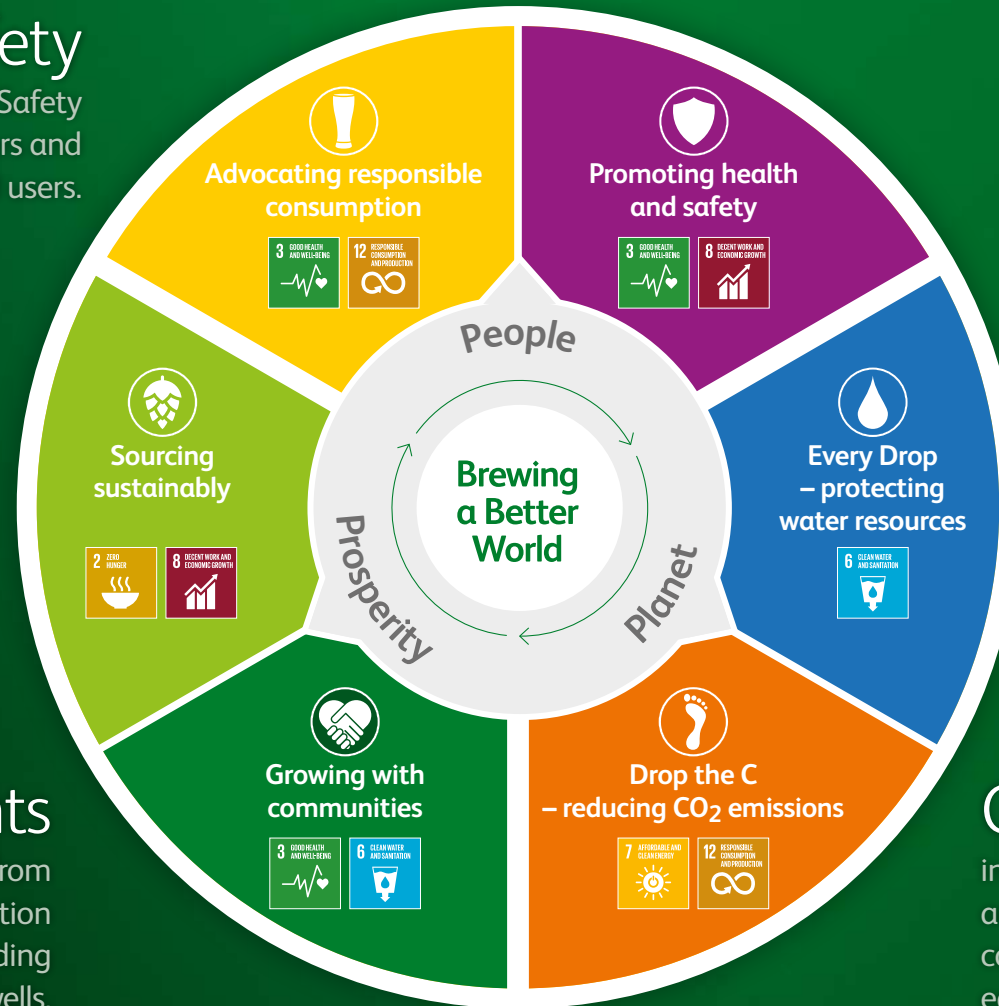 ety
Safety
rs and
users.
Advocating responsible
consumption
3 GOOD HEALTH
AND WELL-BEING
12 RESPONSIBLE
CONSUMPTION
AND PRODUCTION
Promoting health
and safety
3 GOOD HEALTH
AND WELL-BEING
8 DECENT WORK AND
ECONOMIC GROWTH
People
Sourcing
sustainably
2 ZERO
HUNGER
8 DECENT WORK AND
ECONOMIC GROWTH
Brewing
a Better
World
Every Drop
– protecting
water resources
6 CLEAN WATER
AND SANITATION
Prosperity
Planet
Growing with
communities
3 GOOD HEALTH
AND WELL-BEING
6 CLEAN WATER
AND SANITATION
Drop the C
– reducing CO2 emissions
7 AFFORDABLE AND
CLEAN ENERGY
12 RESPONSIBLE
CONSUMPTION
AND PRODUCTION
nts
rom
tion
ding
wells.
in
a
co